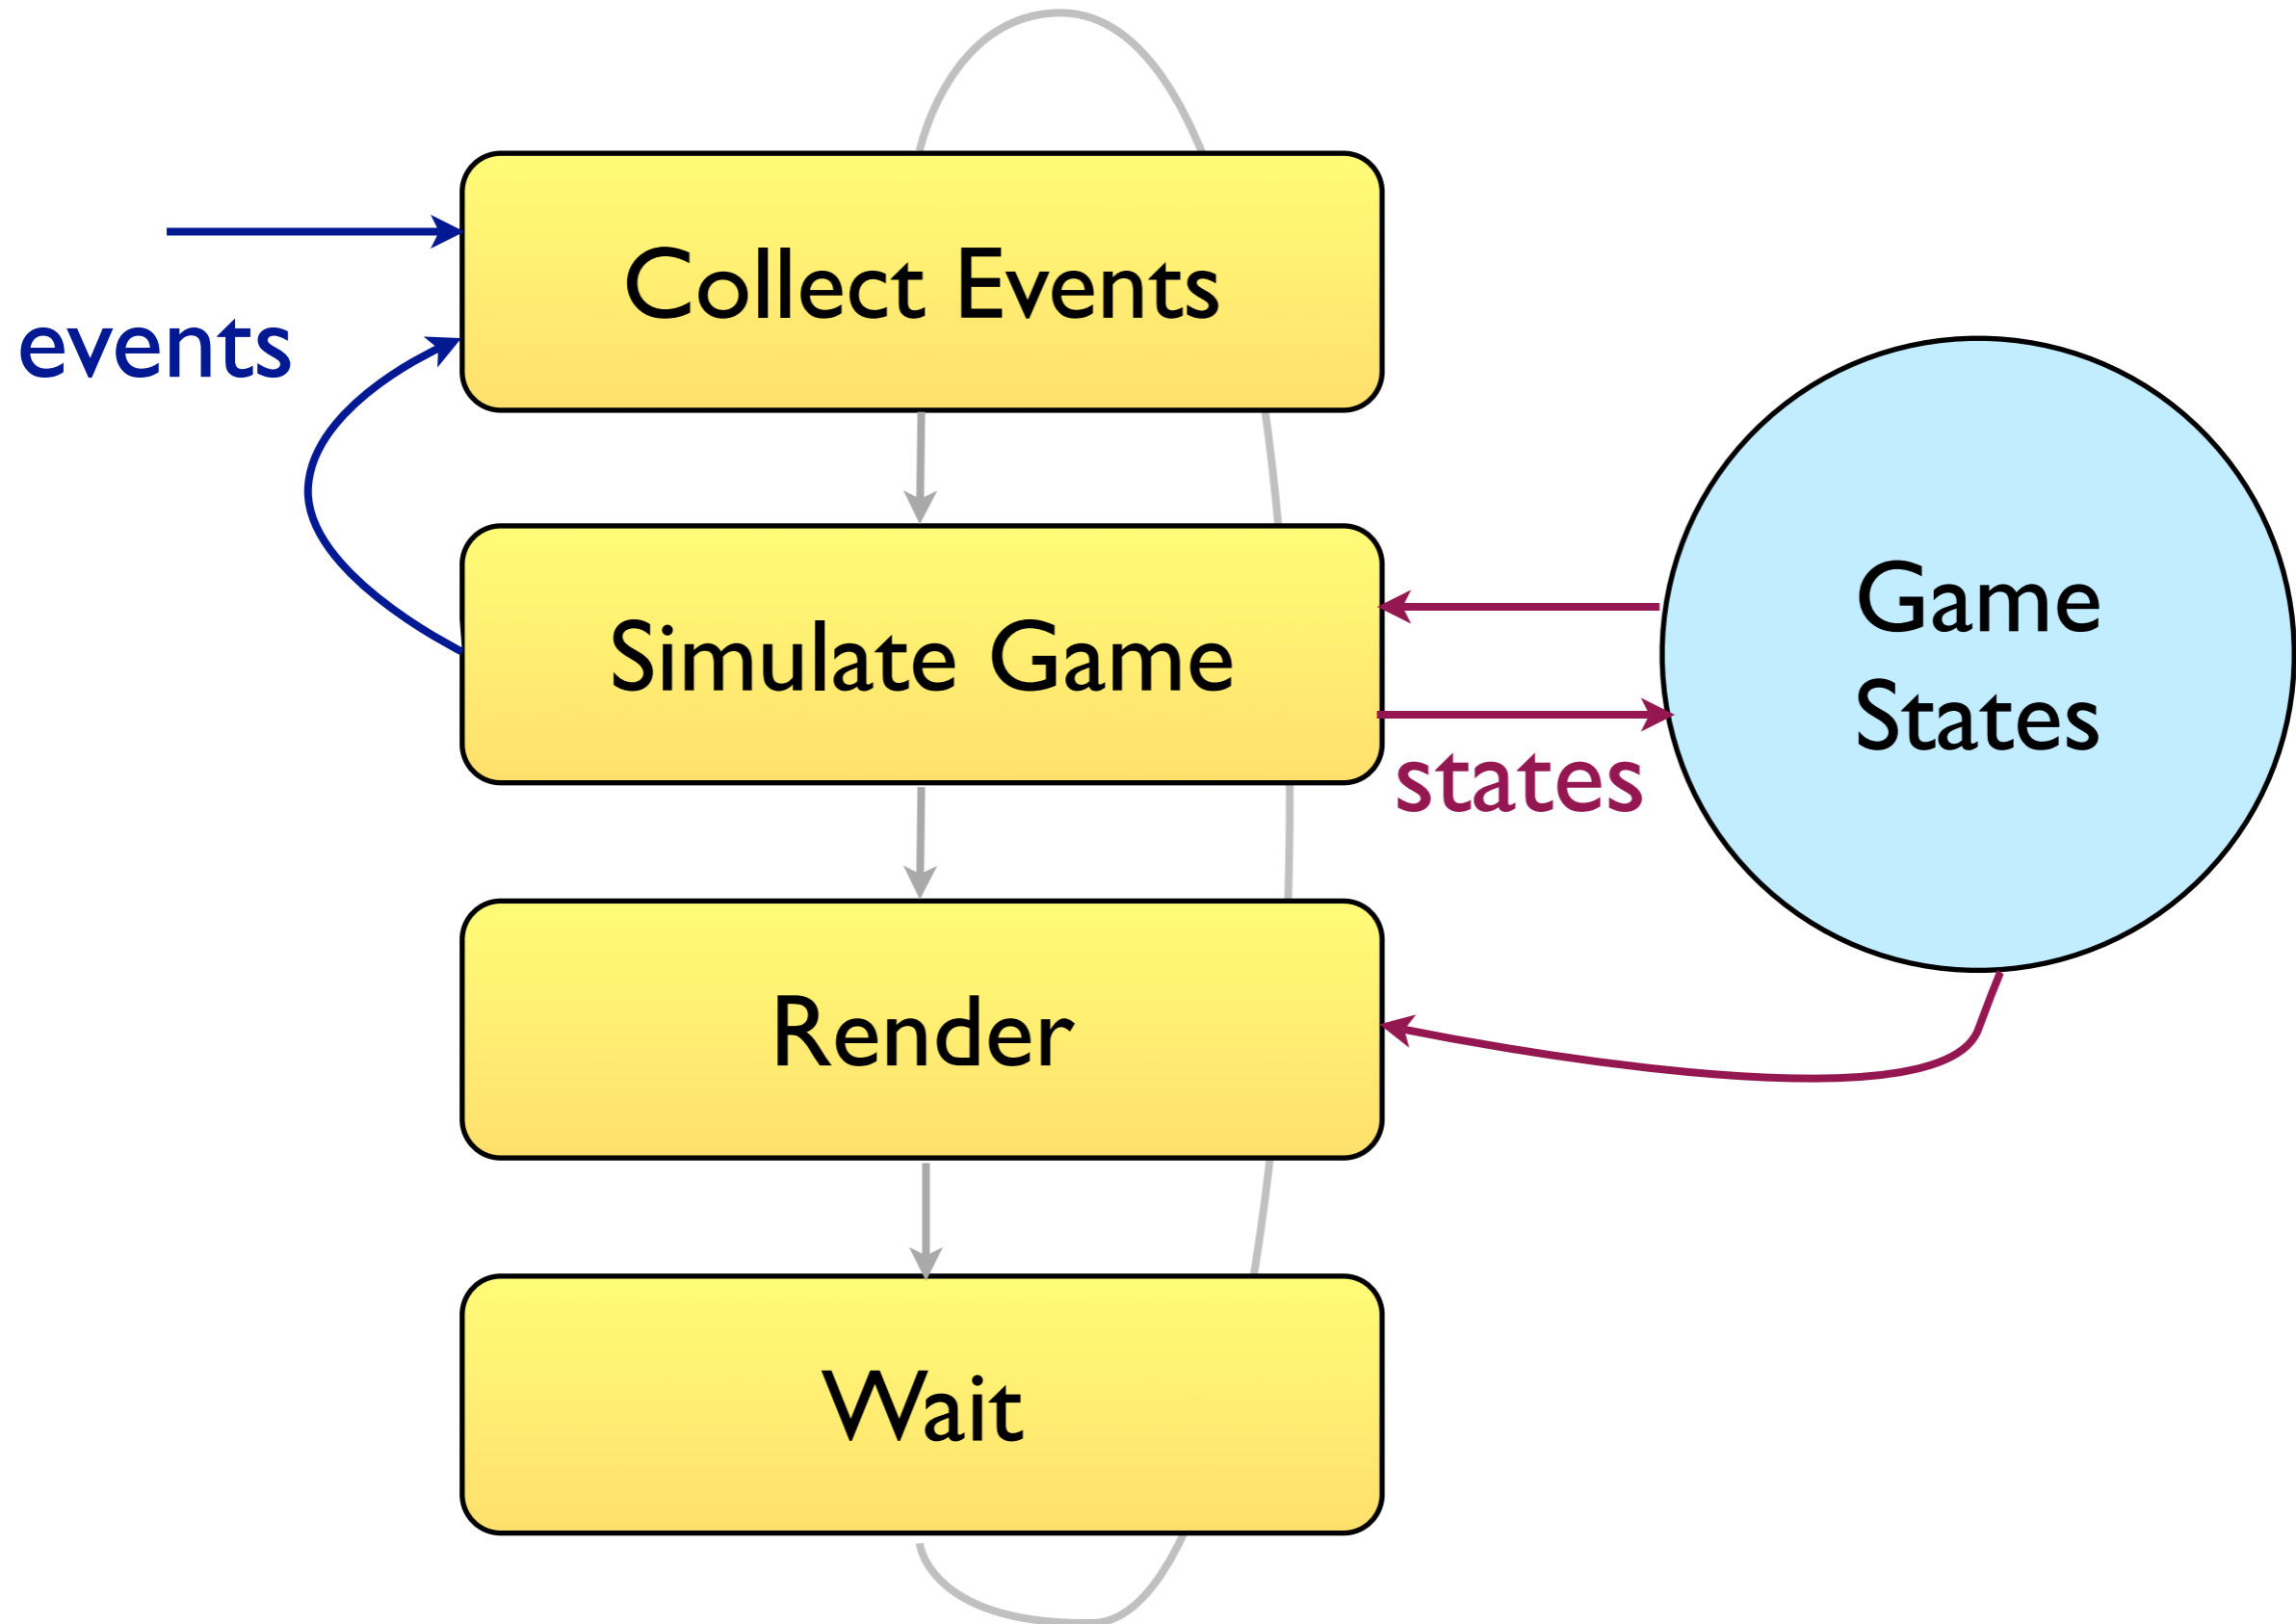 Collect Events
events
Simulate Game
Game
States
states
Render
Wait